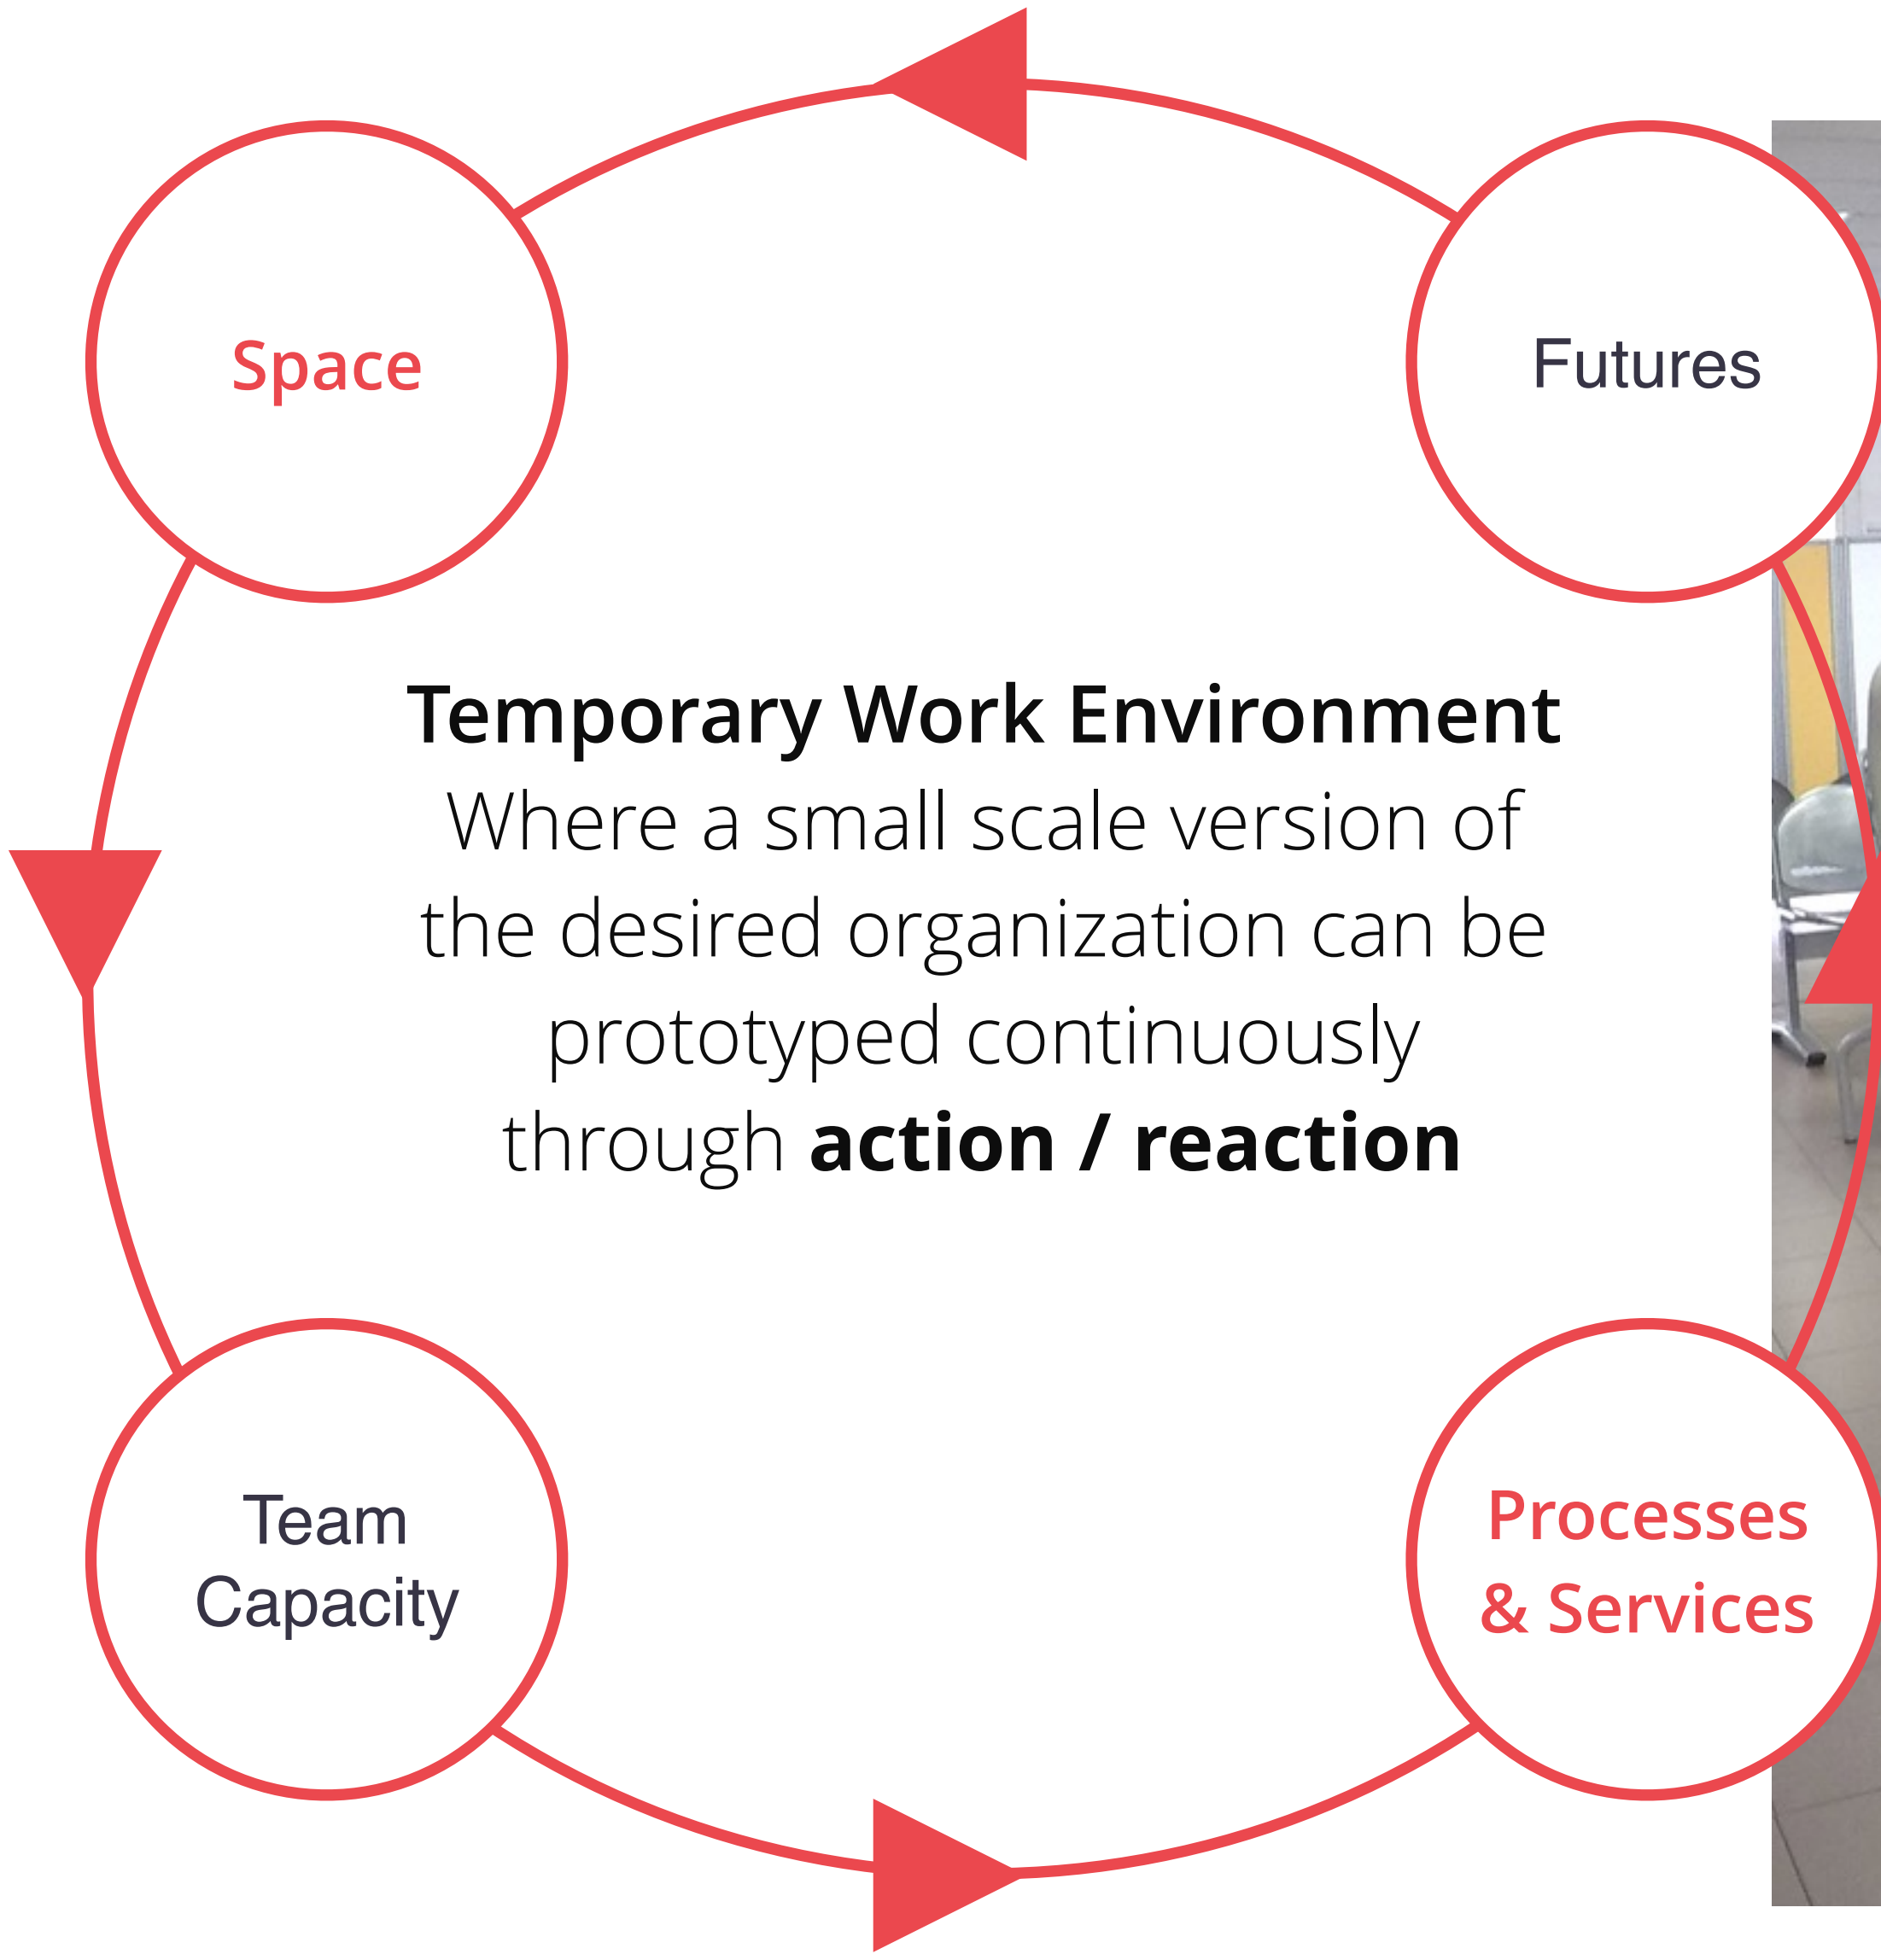 Space
Futures
Temporary Work Environment
Where a small scale version of
the desired organization can be
prototyped continuously
through action / reaction
Team
Capacity
Processes
& Services